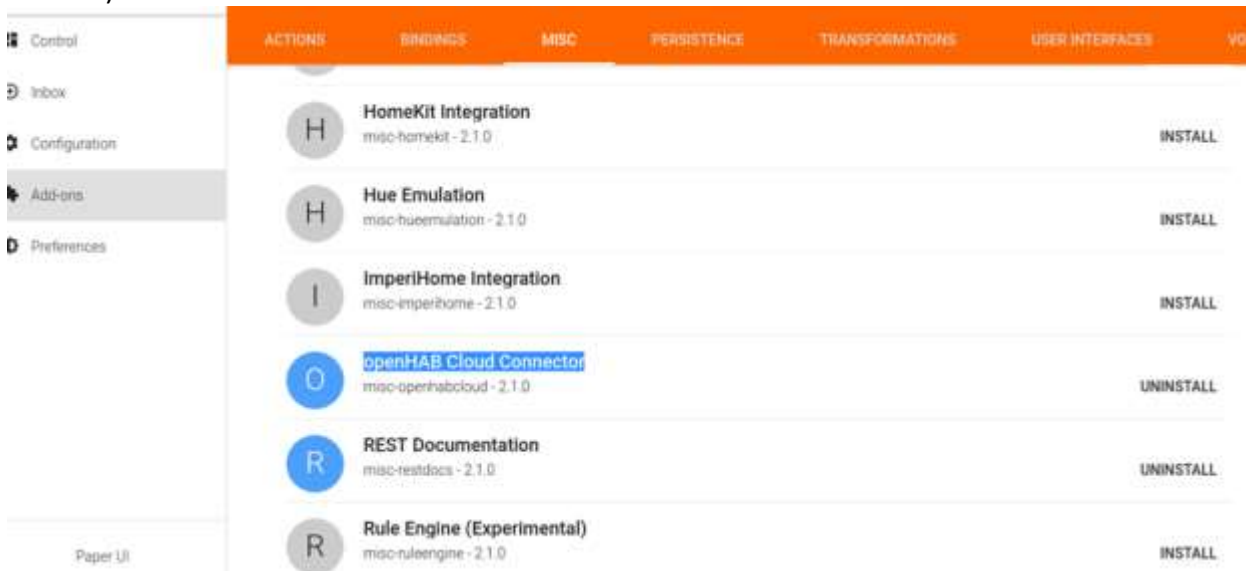 Control
Inbox
Configuration
Add-ons
Preferences
Paper UI
ACTIONS BINDINGS MISC PERSISTENCE TRANSFORMATIONS USER INTERFACES VO
H
HomeKit Integration
misc-homekit - 2.1.0
INSTALL
H
Hue Emulation
misc-hueemulation - 2.1.0
INSTALL
I
ImperiHome Integration
misc-imperihome - 2.1.0
INSTALL
O
openHAB Cloud Connector
misc-openhabcloud - 2.1.0
UNINSTALL
R
REST Documentation
misc-restdocs - 2.1.0
UNINSTALL
R
Rule Engine (Experimental)
misc-ruleengine - 2.1.0
INSTALL